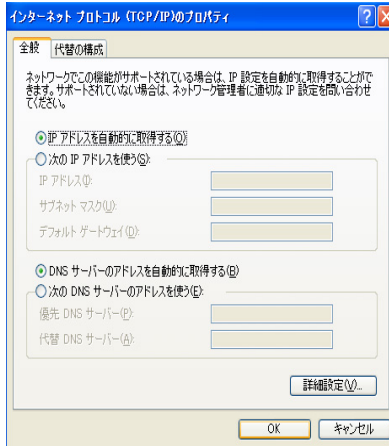 インターネット プロトコル (TCP/IP)のプロパティ
全般 代替の構成
ネットワークでこの機能がサポートされている場合は、IP 設定を自動的に取得することがで
きます。サポートされていない場合は、ネットワーク管理者に適切な IP 設定を問い合わせ
てください。
IP アドレスを自動的に取得する(O)
次の IP アドレスを使う(S):
IP アドレス(I):
サブネット マスク(U):
デフォルト ゲートウェイ(D):
DNS サーバーのアドレスを自動的に取得する(B)
次の DNS サーバーのアドレスを使う(E):
優先 DNS サーバー(P):
代替 DNS サーバー(A):
詳細設定(V)...
OK キャンセル